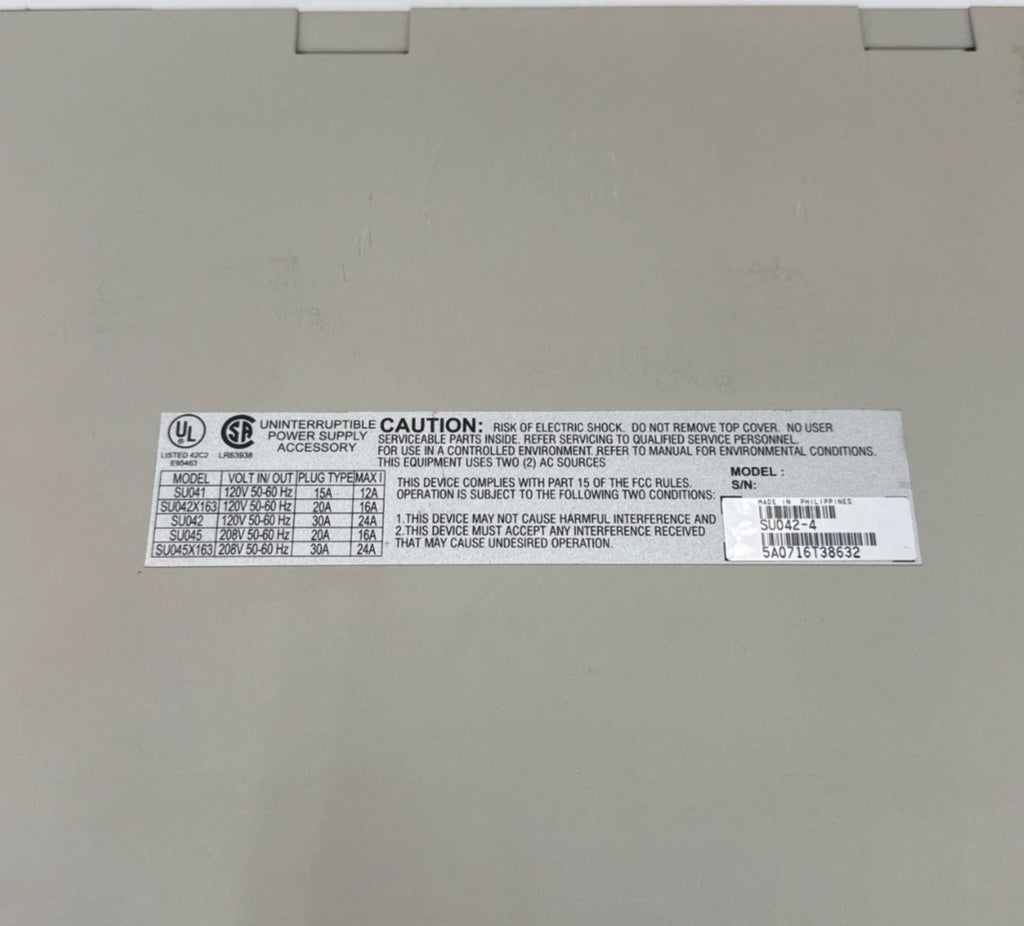 UL
LISTED 42C2
E95463
SA
LR63938
UNINTERRUPTIBLE
POWER SUPPLY
ACCESSORY
MODEL VOLT IN/ OUT PLUG TYPE MAX I
SU041 120V 50-60 Hz 15A 12A
SU042X163 120V 50-60 Hz 20A 16A
SU042 120V 50-60 Hz 30A 24A
SU045 208V 50-60 Hz 20A 16A
SU045X163 208V 50-60 Hz 30A 24A
CAUTION: RISK OF ELECTRIC SHOCK. DO NOT REMOVE TOP COVER. NO USER
SERVICEABLE PARTS INSIDE. REFER SERVICING TO QUALIFIED SERVICE PERSONNEL.
FOR USE IN A CONTROLLED ENVIRONMENT. REFER TO MANUAL FOR ENVIRONMENTAL CONDITIONS.
THIS EQUIPMENT USES TWO (2) AC SOURCES
THIS DEVICE COMPLIES WITH PART 15 OF THE FCC RULES.
OPERATION IS SUBJECT TO THE FOLLOWING TWO CONDITIONS:
1.THIS DEVICE MAY NOT CAUSE HARMFUL INTERFERENCE AND
2.THIS DEVICE MUST ACCEPT ANY INTERFERENCE RECEIVED
THAT MAY CAUSE UNDESIRED OPERATION.
MODEL :
S/N:
MADE IN PHILIPPINES
SU042-4
5A0716T38632